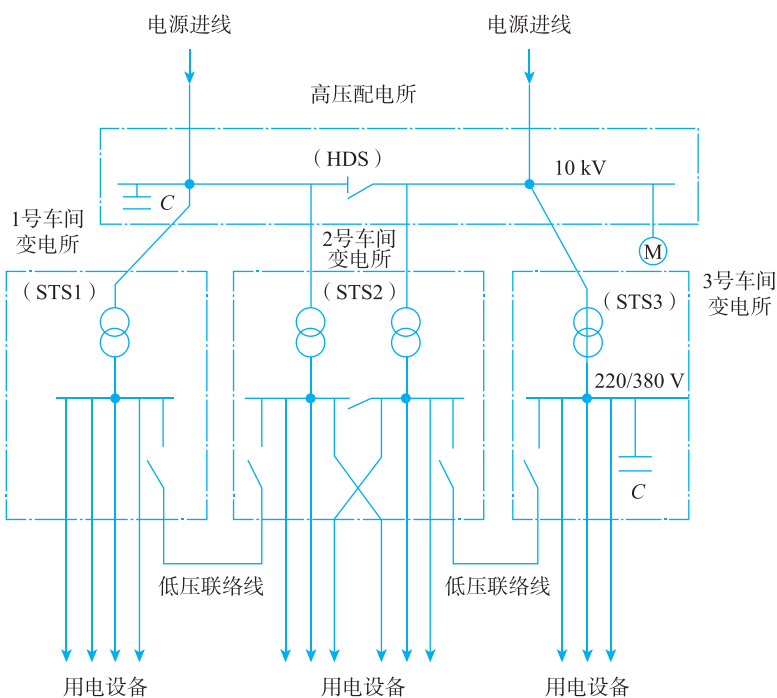 电源进线
电源进线
高压配电所
（HDS）
10 kV
C
1号车间
变电所
2号车间
变电所
M
（STS1）
（STS2）
（STS3）
3号车间
变电所
220/380 V
C
低压联络线
低压联络线
用电设备
用电设备
用电设备